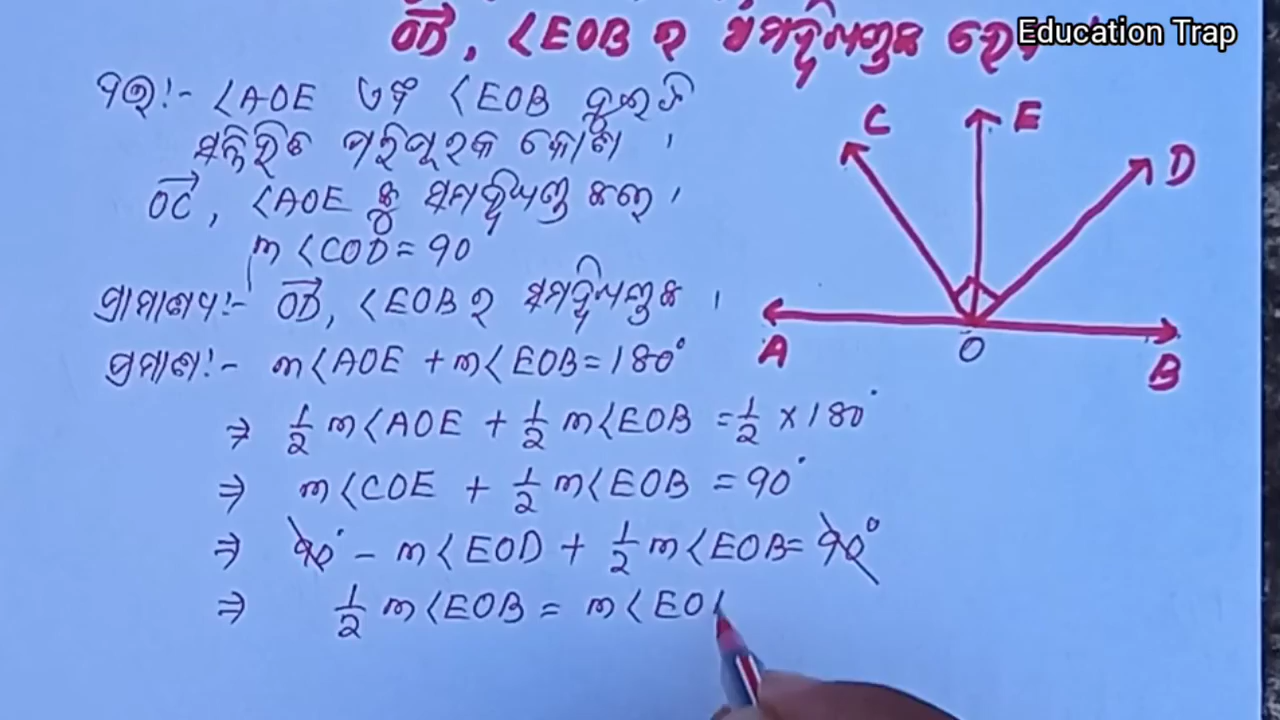 Education Trap
→OD, <EOB ର ସମଦ୍ୱିଖଣ୍ଡକ ହେବ
ଦତ୍ତ:- <AOE ଏବଂ <EOB ଦୁଇଟି
ସନ୍ନିହିତ ପରିପୂରକ କୋଣ ।
→OC, <AOE କୁ ସମଦ୍ୱିଖଣ୍ଡ କରେ ।
m<COD = 90
ପ୍ରାମାଣ୍ୟ:- →OD, <EOB ର ସମଦ୍ୱିଖଣ୍ଡକ ।
ପ୍ରମାଣ:- m<AOE + m<EOB = 180°
⇒ 1/2 m<AOE + 1/2 m<EOB = 1/2 × 180°
⇒ m<COE + 1/2 m<EOB = 90°
⇒ 90° - m<EOD + 1/2 m<EOB = 90°
⇒ 1/2 m<EOB = m<EO
C
E
D
A
O
B